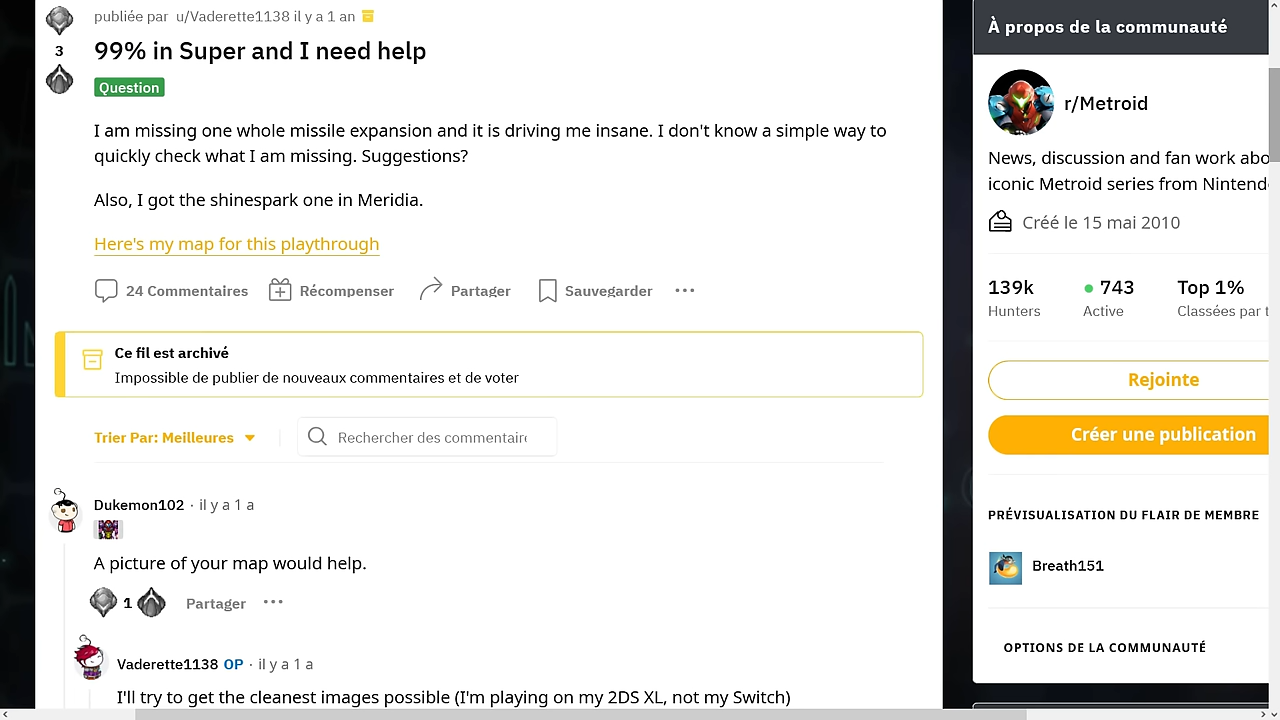 publiée par u/Vaderette1138 il y a 1 an
3
99% in Super and I need help
Question
I am missing one whole missile expansion and it is driving me insane. I don't know a simple way to
quickly check what I am missing. Suggestions?
Also, I got the shinespark one in Meridia.
Here's my map for this playthrough
24 Commentaires
Récompenser
Partager
Sauvegarder
Ce fil est archivé
Impossible de publier de nouveaux commentaires et de voter
Trier Par: Meilleures
Rechercher des commentaire
Dukemon102 · il y a 1 a
A picture of your map would help.
1
Partager
Vaderette1138 OP · il y a 1 a
I'll try to get the cleanest images possible (I'm playing on my 2DS XL, not my Switch)
À propos de la communauté
r/Metroid
News, discussion and fan work abo
iconic Metroid series from Nintend
Créé le 15 mai 2010
139k
Hunters
743
Active
Top 1%
Classées par t
Rejointe
Créer une publication
PRÉVISUALISATION DU FLAIR DE MEMBRE
Breath151
OPTIONS DE LA COMMUNAUTÉ